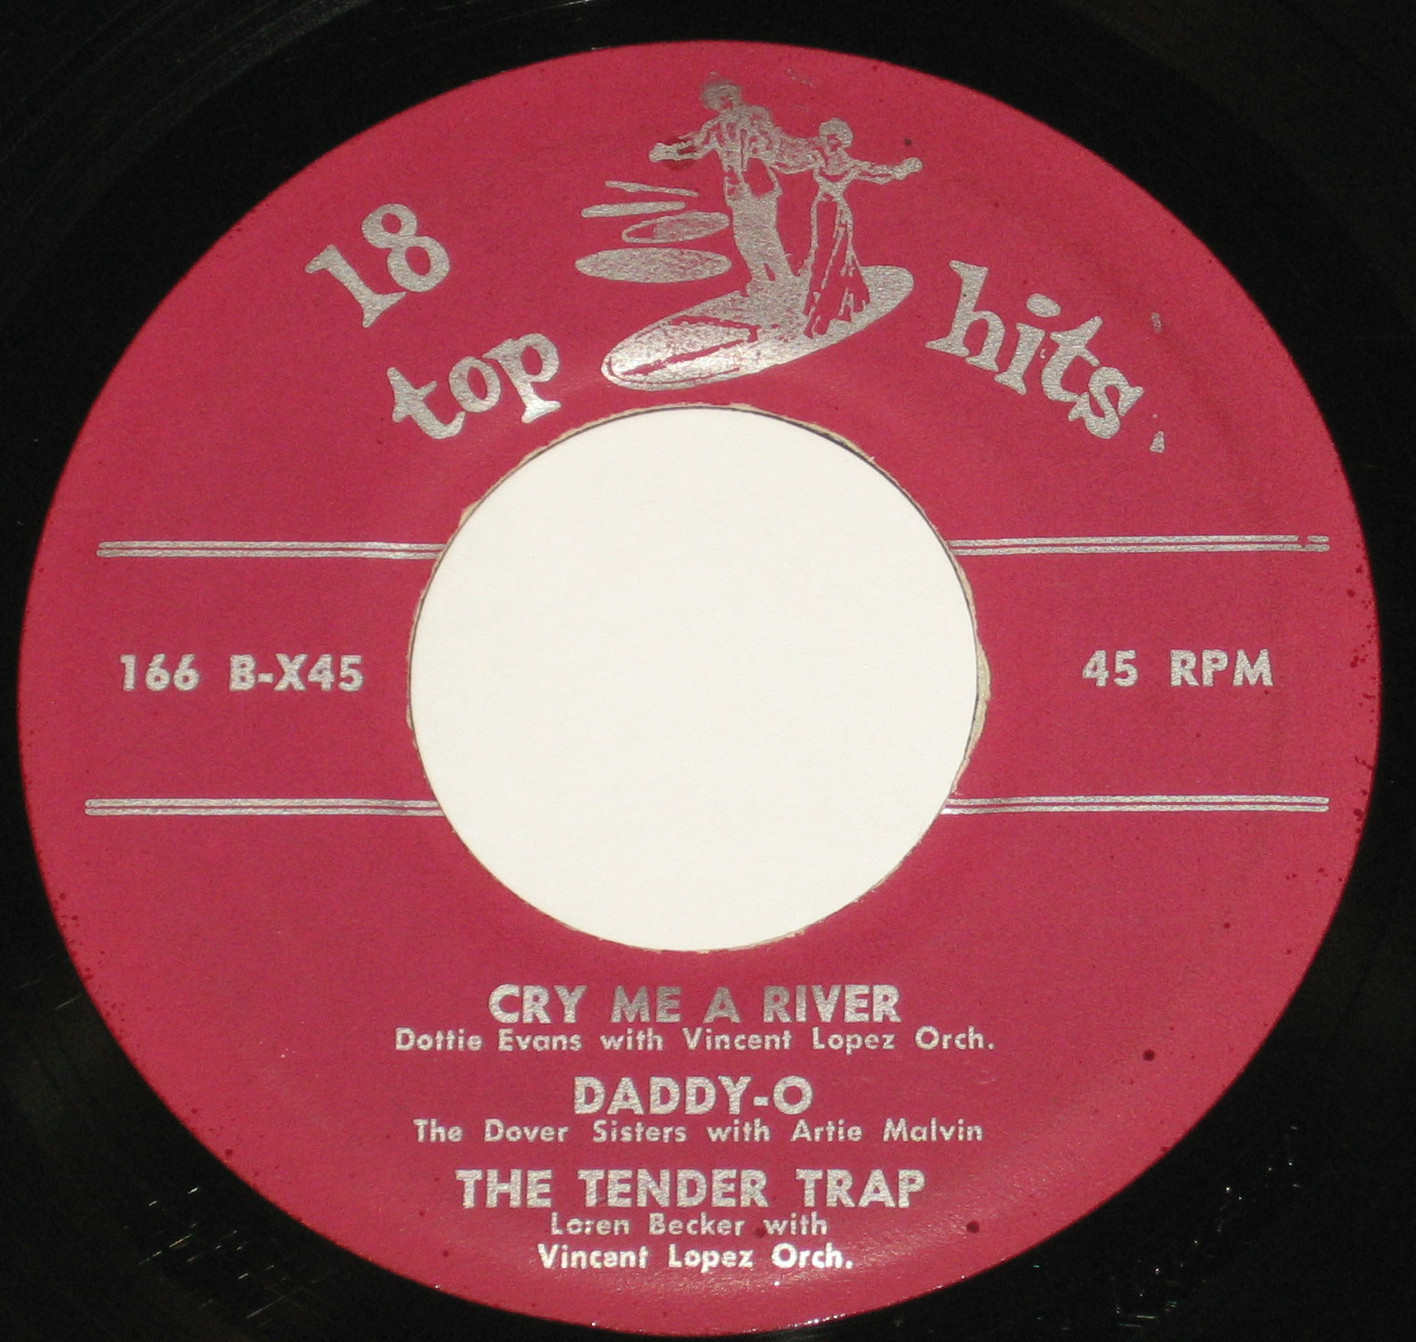 18
top hits
166 B-X45
45 RPM
CRY ME A RIVER
Dottie Evans with Vincent Lopez Orch.
DADDY-O
The Dover Sisters with Artie Malvin
THE TENDER TRAP
Loren Becker with
Vincent Lopez Orch.